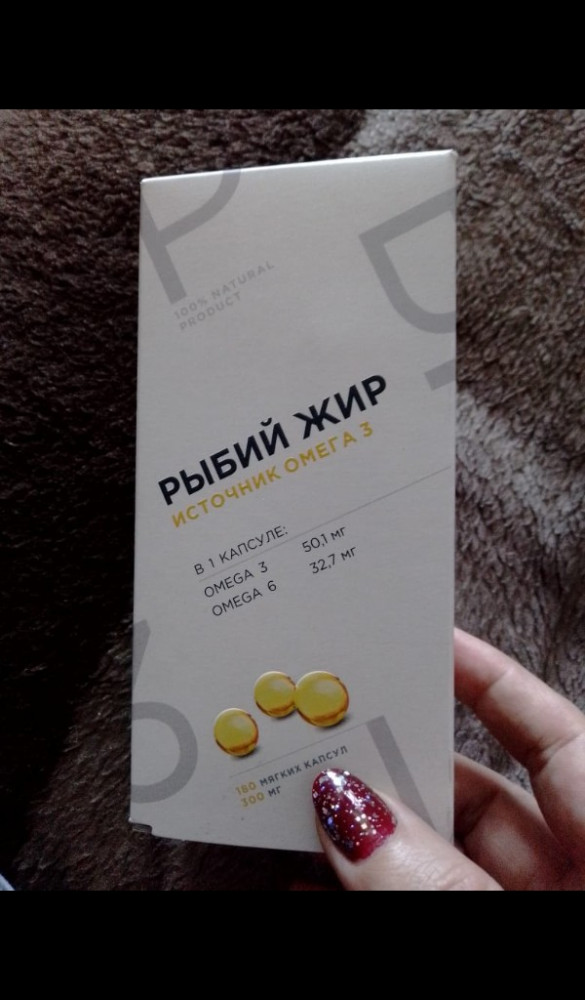 100% NATURAL
PRODUCT
РЫБИЙ ЖИР
ИСТОЧНИК ОМЕГА 3
В 1 КАПСУЛЕ:
OMEGA 3 50,1 мг
OMEGA 6 32,7 мг
180 МЯГКИХ КАПСУЛ
300 МГ